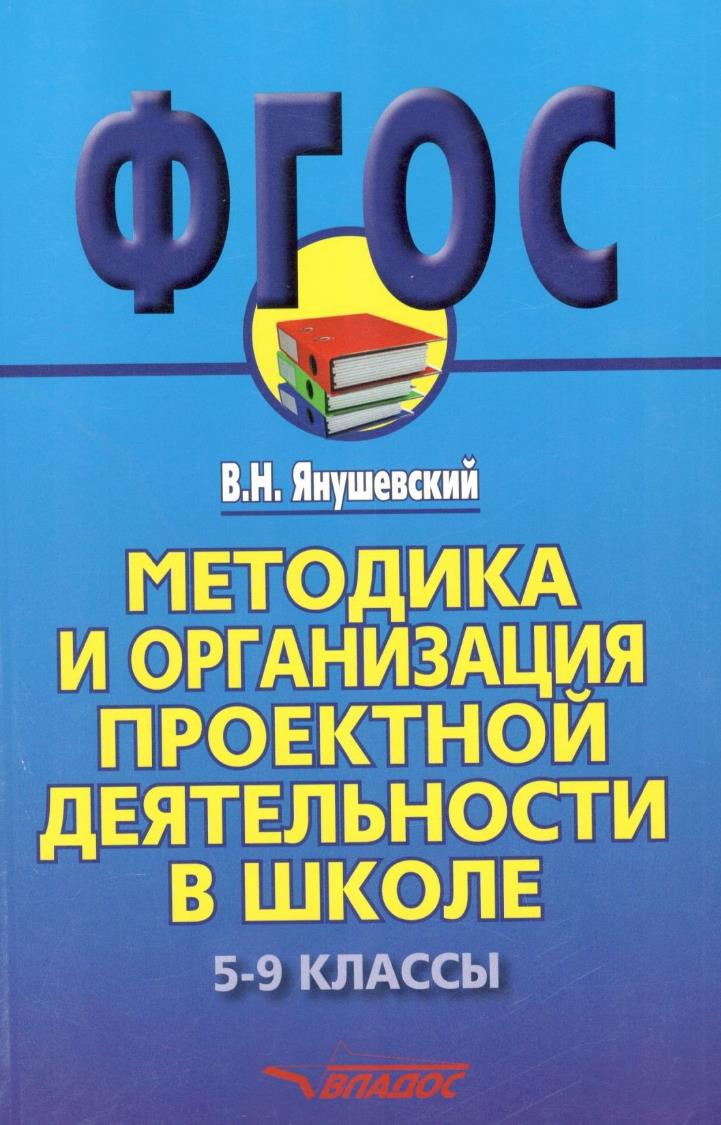 ФГОС
В.Н. Янушевский
МЕТОДИКА
И ОРГАНИЗАЦИЯ
ПРОЕКТНОЙ
ДЕЯТЕЛЬНОСТИ
В ШКОЛЕ
5-9 КЛАССЫ
ВЛАДОС